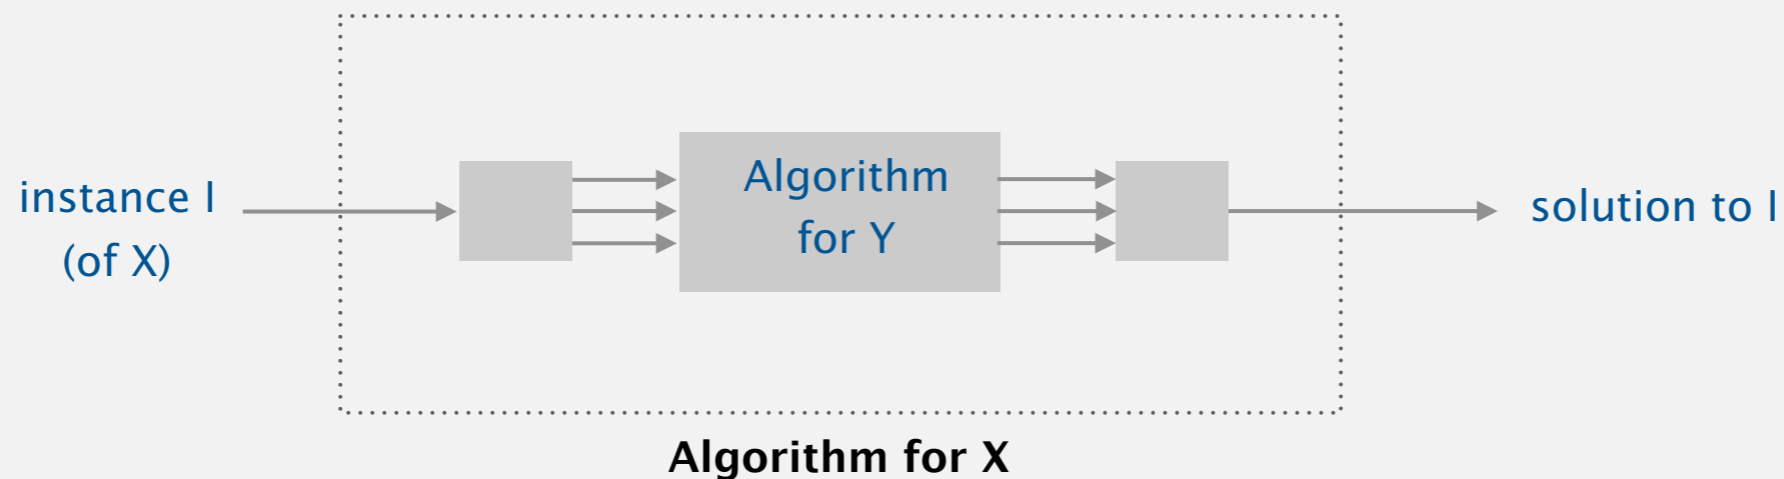 instance I
(of X)
Algorithm
for Y
solution to I
Algorithm for X